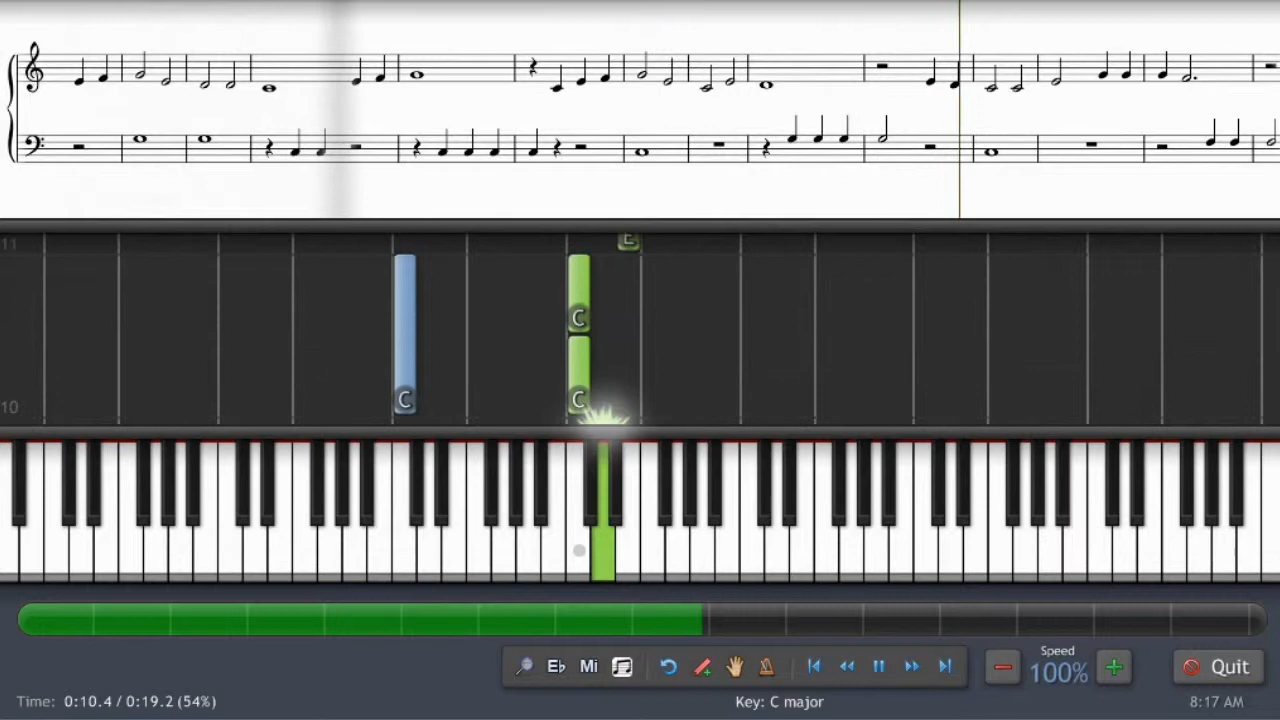 11
E
C
C
C
10
E♭ Mi
Speed
100%
Quit
Time: 0:10.4 / 0:19.2 (54%)
Key: C major
8:17 AM